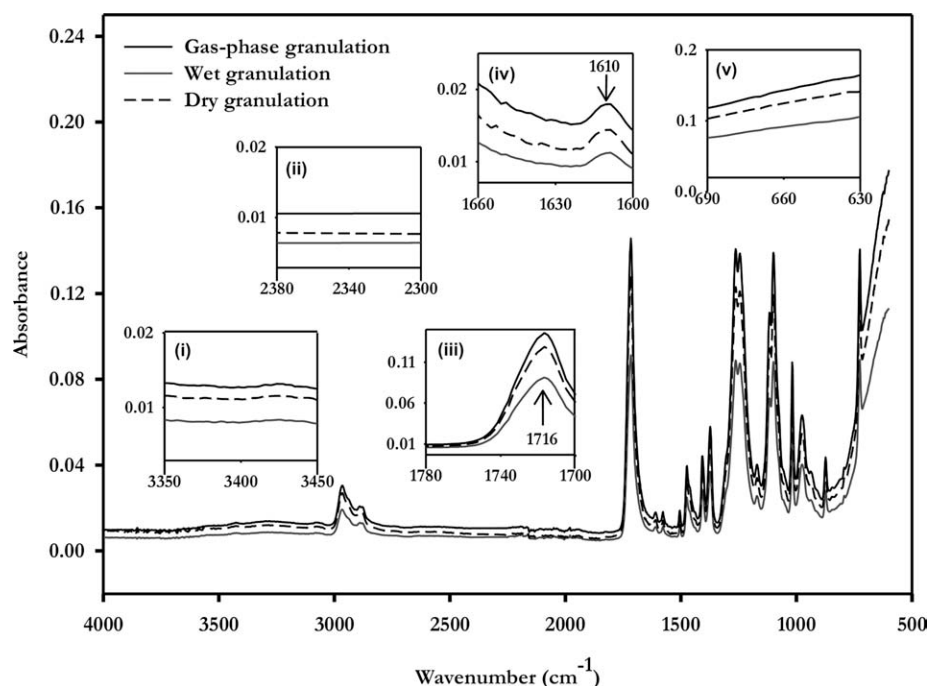 0.24
0.20
0.16
0.12
0.08
0.04
0.00
Absorbance
Gas-phase granulation
Wet granulation
Dry granulation
(ii)
0.02
0.01
2380 2340 2300
(iv)
1610
0.02
0.01
1660 1630 1600
(v)
0.2
0.1
0.0
690 660 630
(i)
0.02
0.01
3350 3400 3450
(iii)
0.11
0.06
0.01
1716
1780 1740 1700
4000 3500 3000 2500 2000 1500 1000 500
Wavenumber (cm⁻¹)